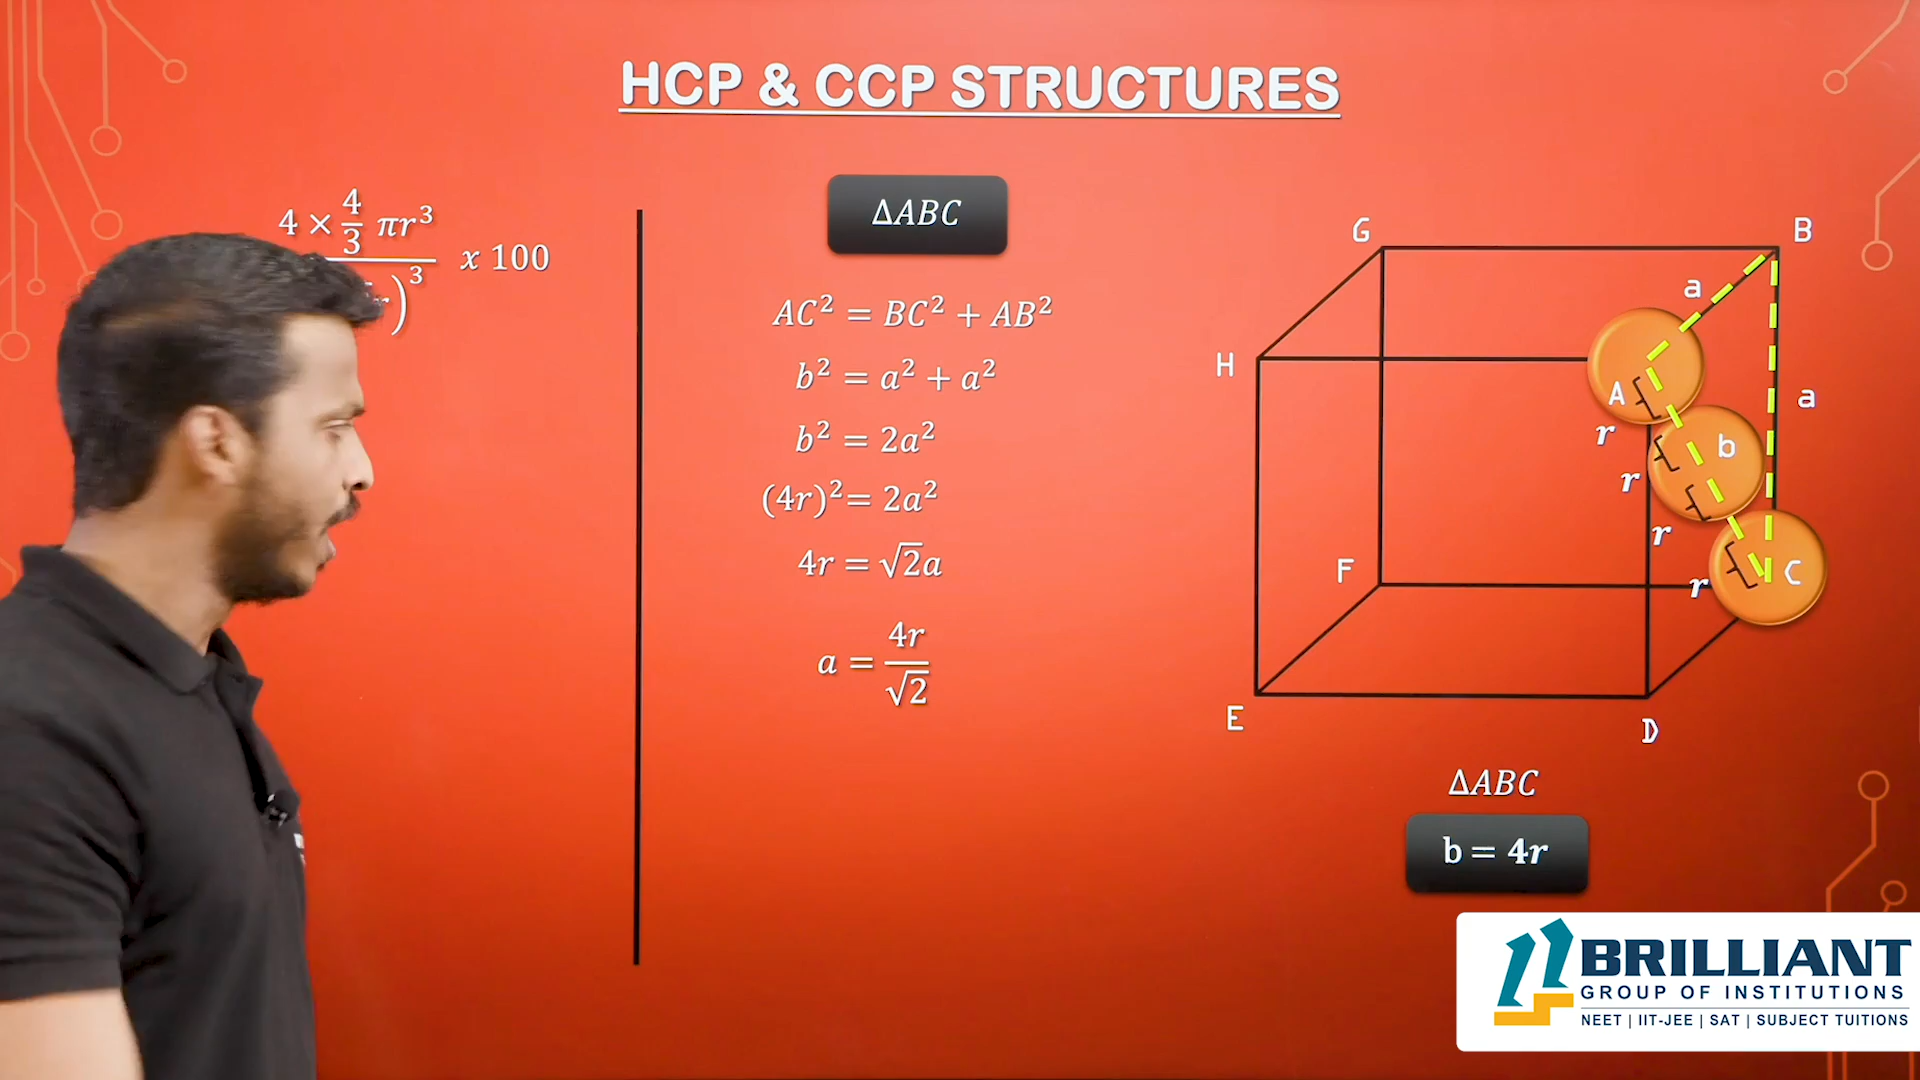 HCP & CCP STRUCTURES
4 × 4/3 πr³
r)³
x 100
ΔABC
AC² = BC² + AB²
b² = a² + a²
b² = 2a²
(4r)²= 2a²
4r = √2a
a = 4r/√2
G
B
a
H
A
a
r
b
r
r
F
C
r
E
D
ΔABC
b = 4r
BRILLIANT
GROUP OF INSTITUTIONS
NEET | IIT-JEE | SAT | SUBJECT TUITIONS